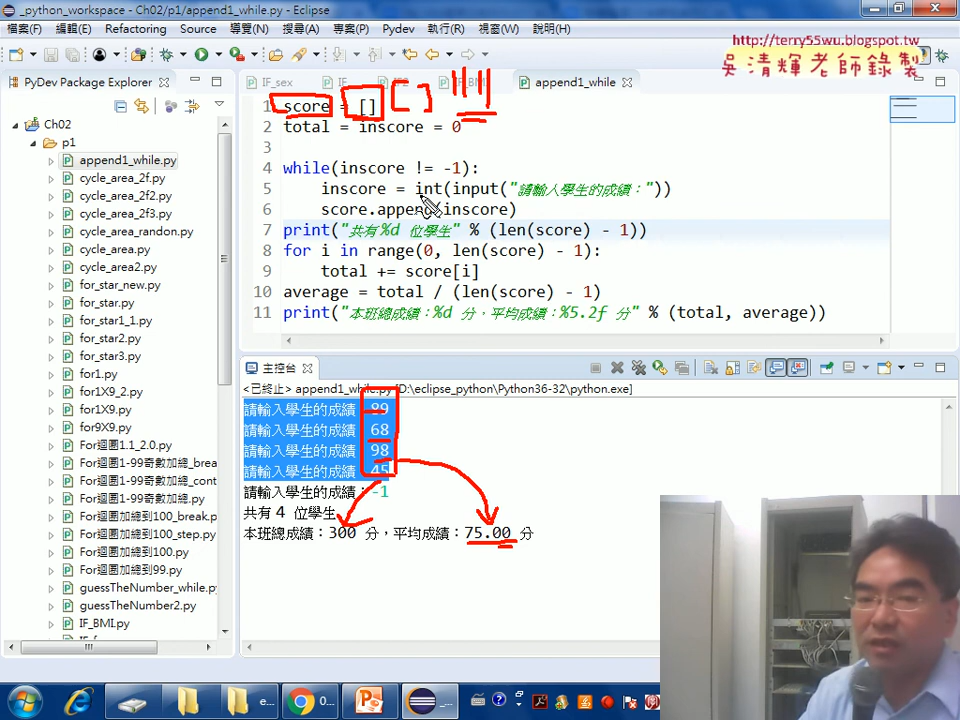 _python_workspace - Ch02/p1/append1_while.py - Eclipse
檔案(F) 編輯(E) Refactoring Source 導覽(N) 搜尋(A) 專案(P) Pydev 執行(R) 視窗(W) 說明(H)
http://terry55wu.blogspot.tw
吳清輝老師錄製
PyDev Package Explorer
Ch02
p1
append1_while.py
cycle_area_2f.py
cycle_area_2f2.py
cycle_area_2f3.py
cycle_area_randon.py
cycle_area.py
cycle_area2.py
for_star_new.py
for_star.py
for_star1_1.py
for_star2.py
for_star3.py
for1.py
for1X9_2.py
for1X9.py
for9X9.py
For迴圈1.1_2.0.py
For迴圈1-99奇數加總_brea
For迴圈1-99奇數加總_cont
For迴圈1-99奇數加總.py
For迴圈加總到100_break.p
For迴圈加總到100_step.py
For迴圈加總到100.py
For迴圈加總到99.py
guessTheNumber_while.py
guessTheNumber2.py
IF_BMI.py
IF_sex
append1_while
1 score = []
2 total = inscore = 0
3
4 while(inscore != -1):
5 inscore = int(input("請輸入學生的成績："))
6 score.append(inscore)
7 print("共有%d 位學生" % (len(score) - 1))
8 for i in range(0, len(score) - 1):
9 total += score[i]
10 average = total / (len(score) - 1)
11 print("本班總成績：%d 分，平均成績：%5.2f 分" % (total, average))
主控台
<已終止> append1_while.py [D:\eclipse_python\Python36-32\python.exe]
請輸入學生的成績 89
請輸入學生的成績 68
請輸入學生的成績 98
請輸入學生的成績 45
請輸入學生的成績：-1
共有 4 位學生
本班總成績：300 分，平均成績：75.00 分